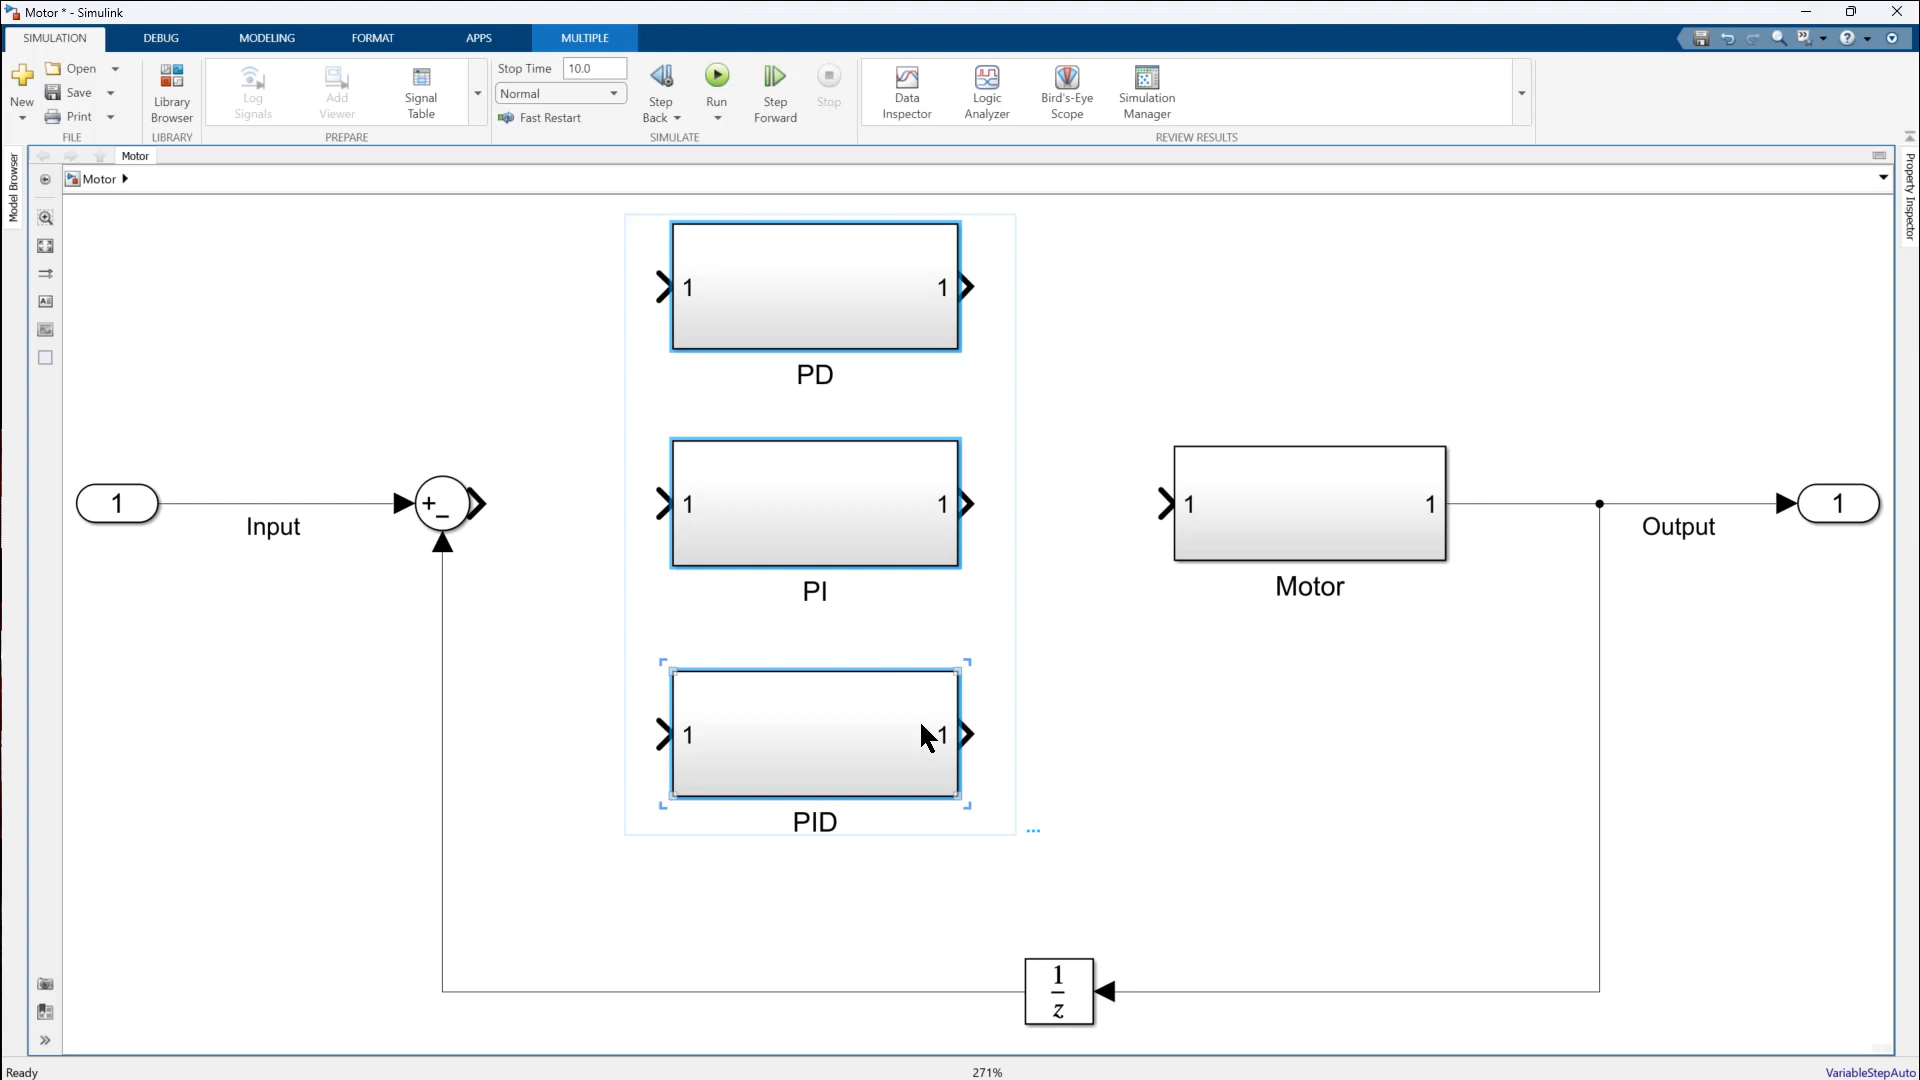 Motor * - Simulink
SIMULATION DEBUG MODELING FORMAT APPS MULTIPLE
New
Open
Save
Print
FILE
Library
Browser
LIBRARY
Log
Signals
Add
Viewer
Signal
Table
PREPARE
Stop Time 10.0
Normal
Fast Restart
Step
Back
Run
Step
Forward
Stop
SIMULATE
Data
Inspector
Logic
Analyzer
Bird's-Eye
Scope
Simulation
Manager
REVIEW RESULTS
Model Browser
Motor
Motor
Property Inspector
1 1
PD
1 1
PI
1 1
PID
1
Input
+
−
1 1
Motor
Output
1
1
z
...
Ready
271%
VariableStepAuto